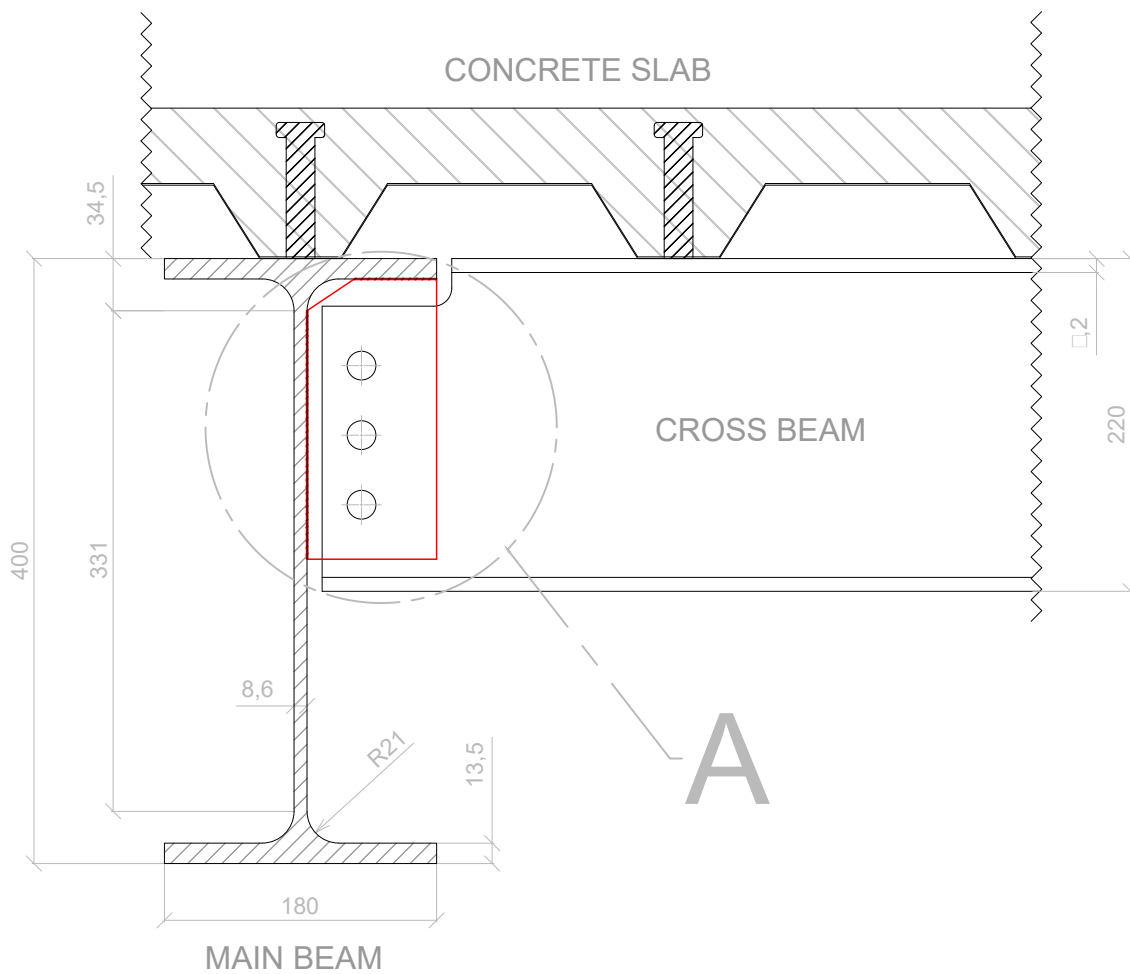 CONCRETE SLAB
34,5
,2
220
CROSS BEAM
400
331
8,6
R21
13,5
A
180
MAIN BEAM